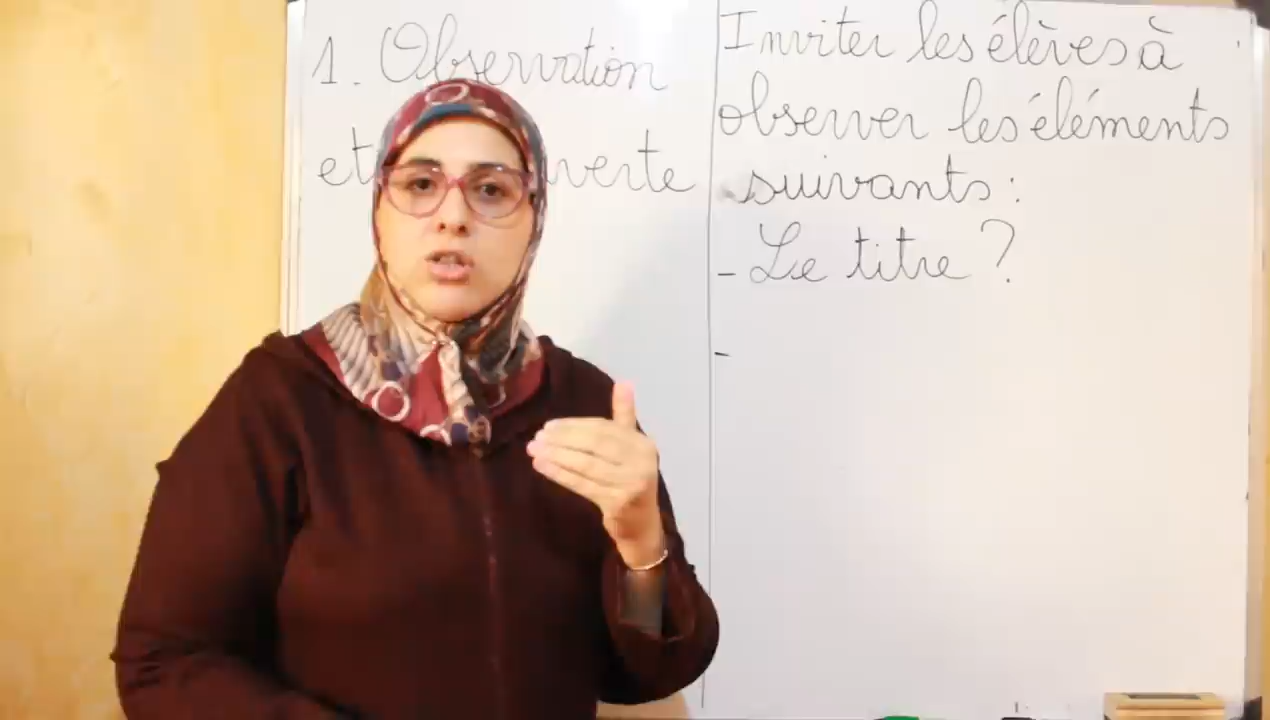 1. Observation
et verte
Inviter les élèves à
observer les éléments
suivants :
- Le titre ?
-